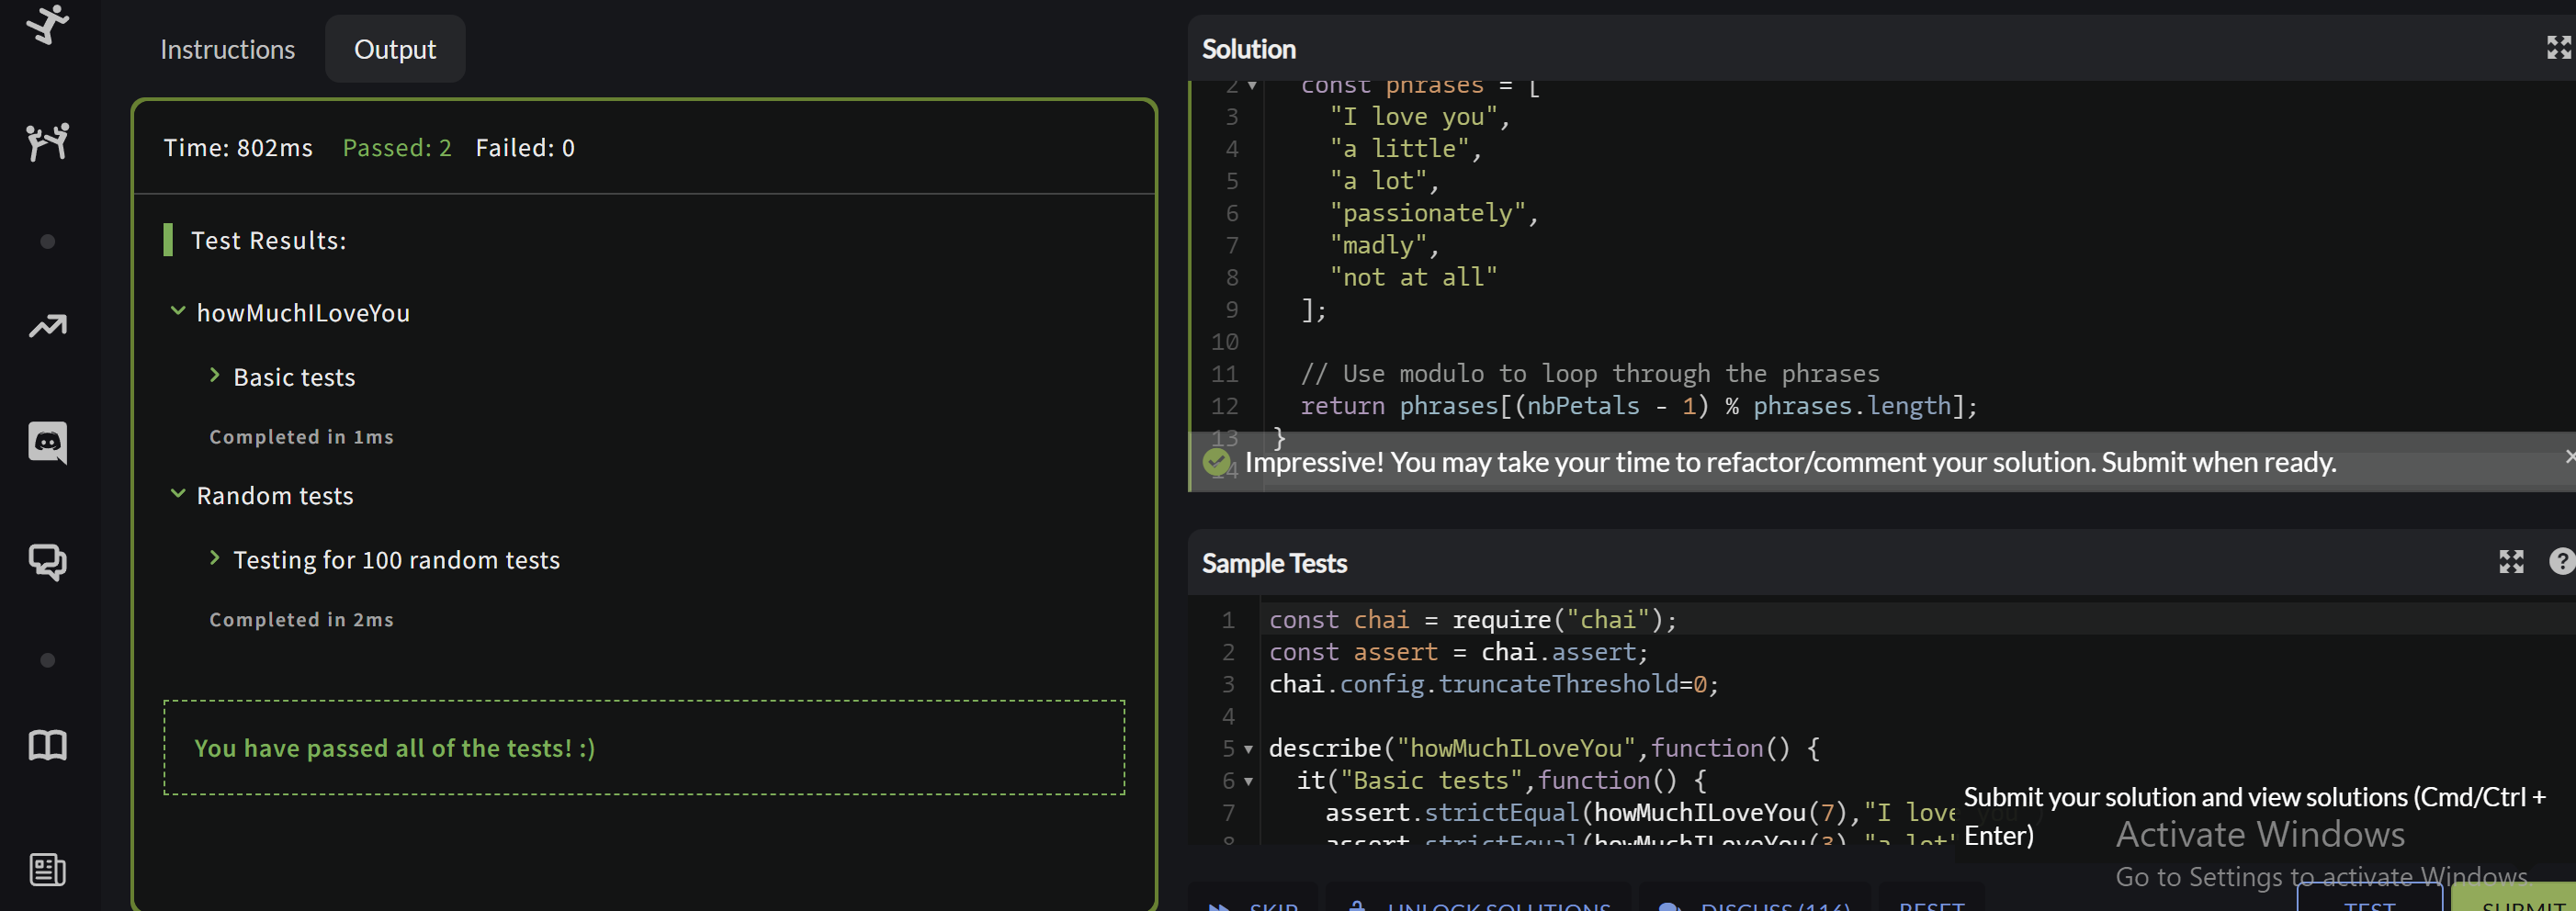 Instructions
Output
Time: 802ms Passed: 2 Failed: 0
Test Results:
howMuchILoveYou
Basic tests
Completed in 1ms
Random tests
Testing for 100 random tests
Completed in 2ms
You have passed all of the tests! :)
Solution
2 const phrases = [
3 "I love you",
4 "a little",
5 "a lot",
6 "passionately",
7 "madly",
8 "not at all"
9 ];
10
11 // Use modulo to loop through the phrases
12 return phrases[(nbPetals - 1) % phrases.length];
13 }
14
Impressive! You may take your time to refactor/comment your solution. Submit when ready.
Sample Tests
1 const chai = require("chai");
2 const assert = chai.assert;
3 chai.config.truncateThreshold=0;
4
5 describe("howMuchILoveYou",function() {
6 it("Basic tests",function() {
7 assert.strictEqual(howMuchILoveYou(7),"I love
8 assert.strictEqual(howMuchILoveYou(3),"a lot"
Submit your solution and view solutions (Cmd/Ctrl +
Enter)
Activate Windows
Go to Settings to activate Windows.
SKIP
UNLOCK SOLUTIONS
DISCUSS (116)
RESET
TEST
SUBMIT